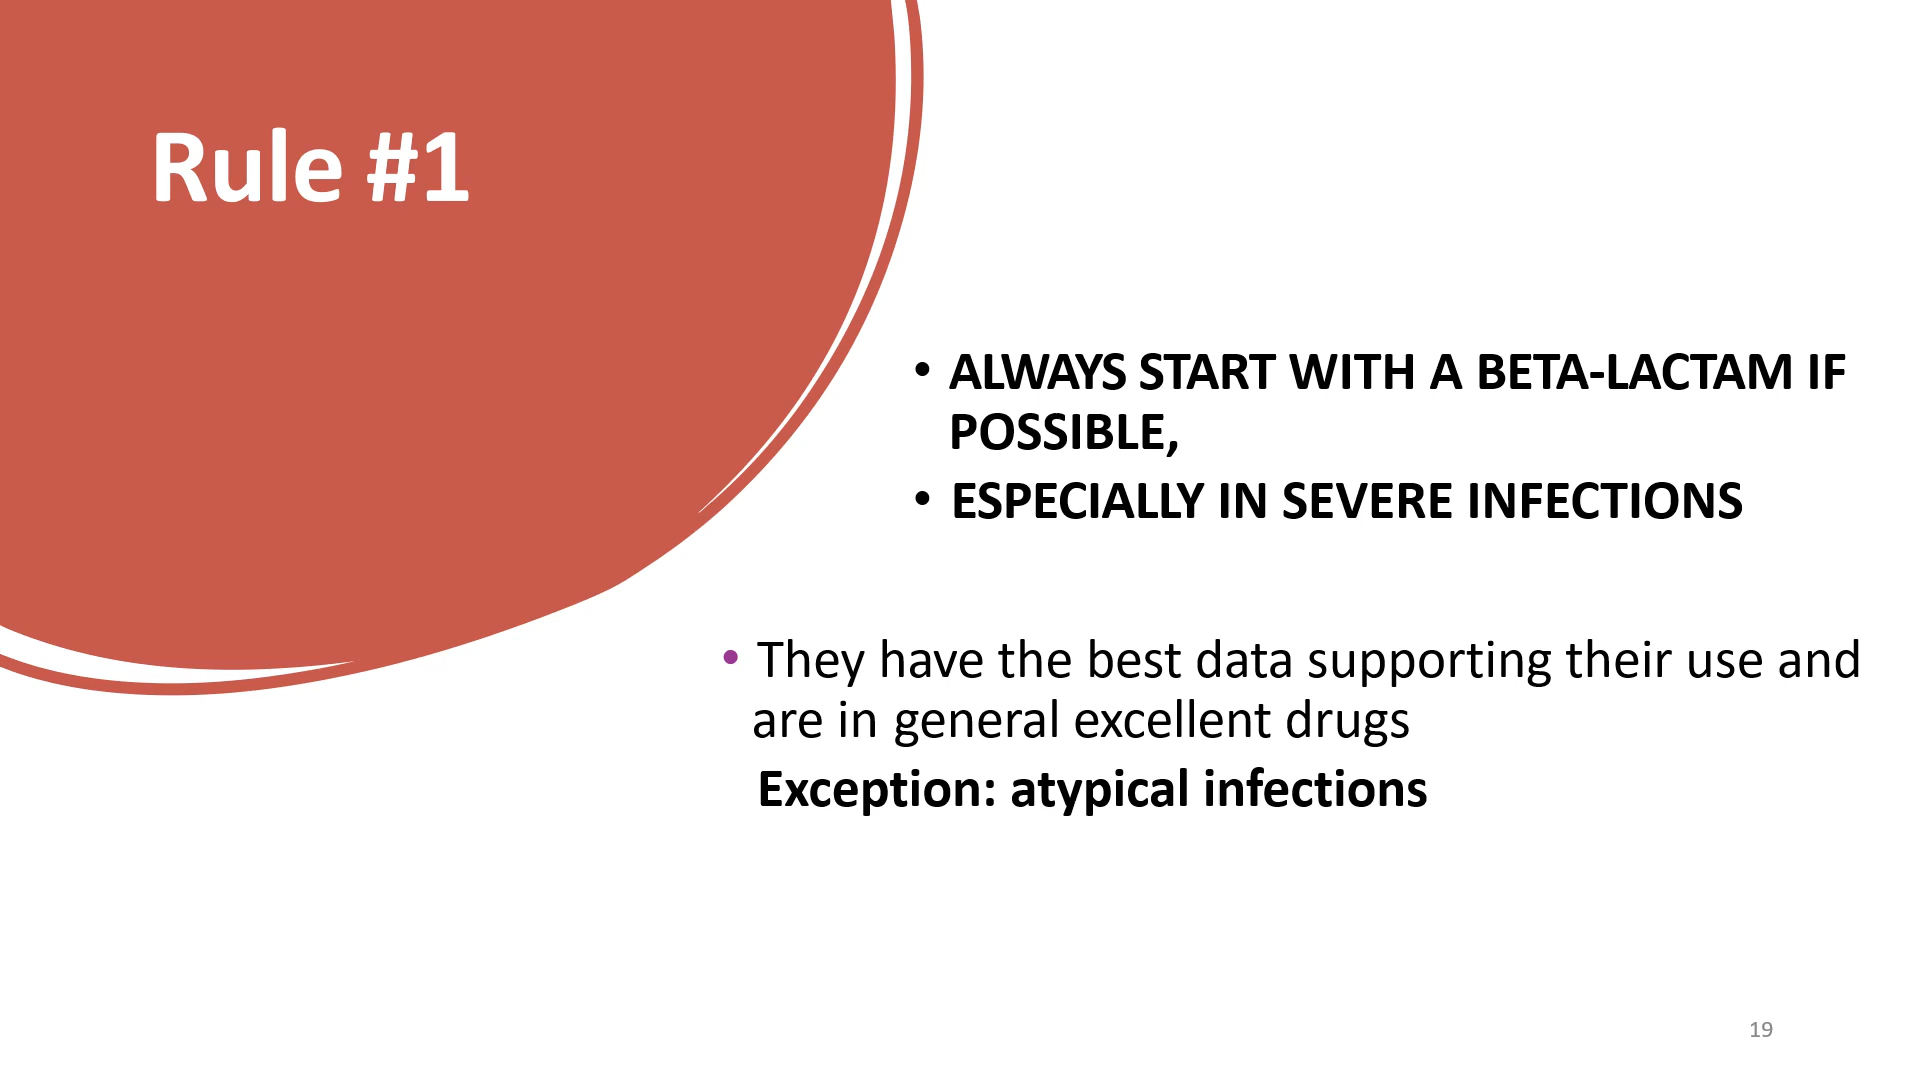 Rule #1
• ALWAYS START WITH A BETA-LACTAM IF
POSSIBLE,
• ESPECIALLY IN SEVERE INFECTIONS
• They have the best data supporting their use and
are in general excellent drugs
Exception: atypical infections
19